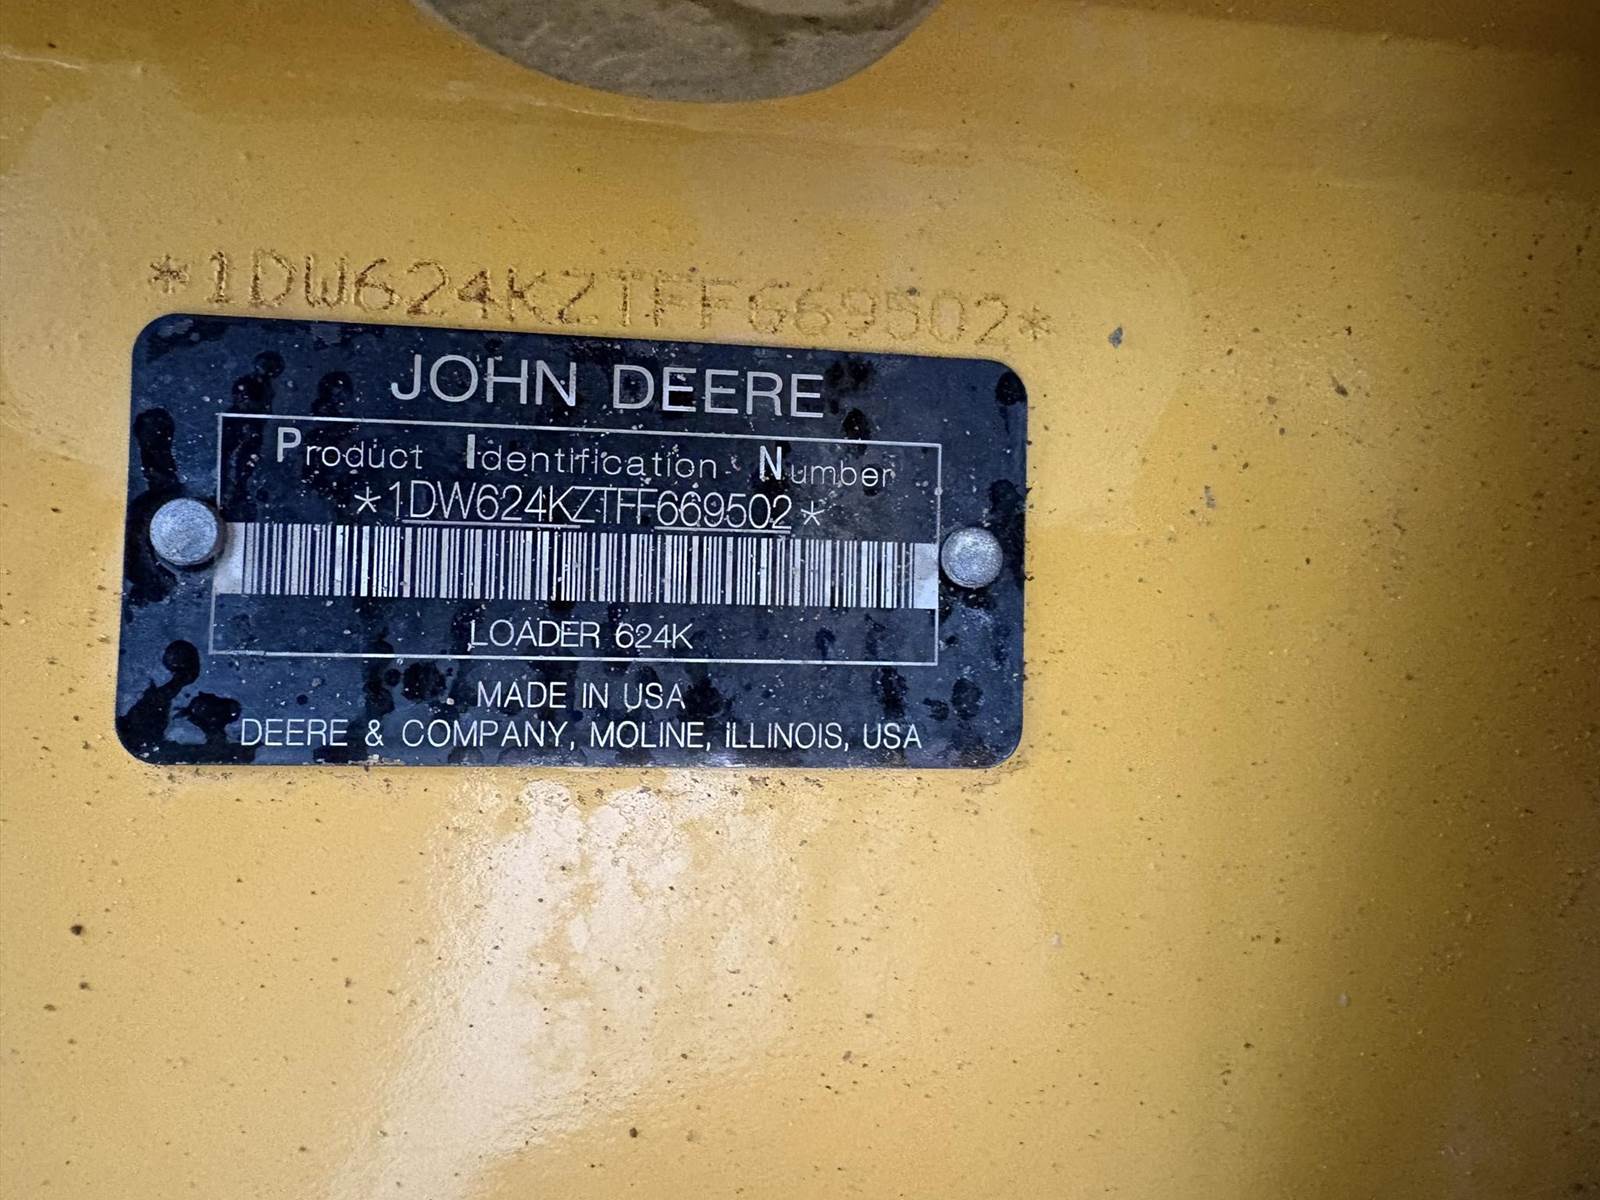 *1DW624KZTFF669502*
JOHN DEERE
Product Identification Number
*1DW624KZTFF669502*
LOADER 624K
MADE IN USA
DEERE & COMPANY, MOLINE, ILLINOIS, USA